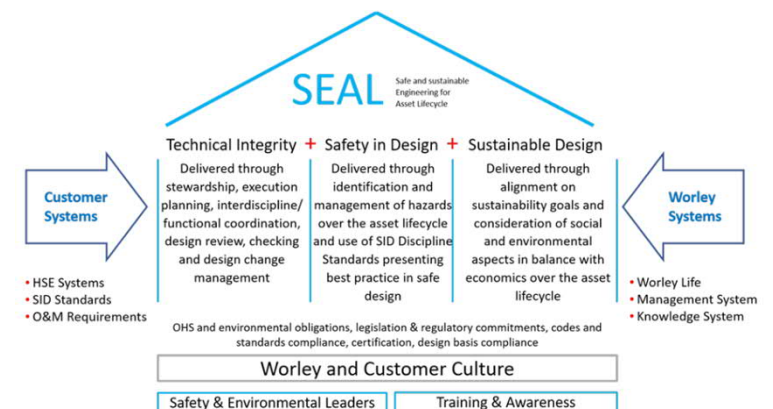 SEAL
Safe and sustainable
Engineering for
Asset Lifecycle
Technical Integrity + Safety in Design + Sustainable Design
Customer
Systems
• HSE Systems
• SID Standards
• O&M Requirements
Delivered through
stewardship, execution
planning, interdiscipline/
functional coordination,
design review, checking
and design change
management
Delivered through
identification and
management of hazards
over the asset lifecycle
and use of SID Discipline
Standards presenting
best practice in safe
design
Delivered through
alignment on
sustainability goals and
consideration of social
and environmental
aspects in balance with
economics over the asset
lifecycle
Worley
Systems
• Worley Life
• Management System
• Knowledge System
OHS and environmental obligations, legislation & regulatory commitments, codes and
standards compliance, certification, design basis compliance
Worley and Customer Culture
Safety & Environmental Leaders
Training & Awareness